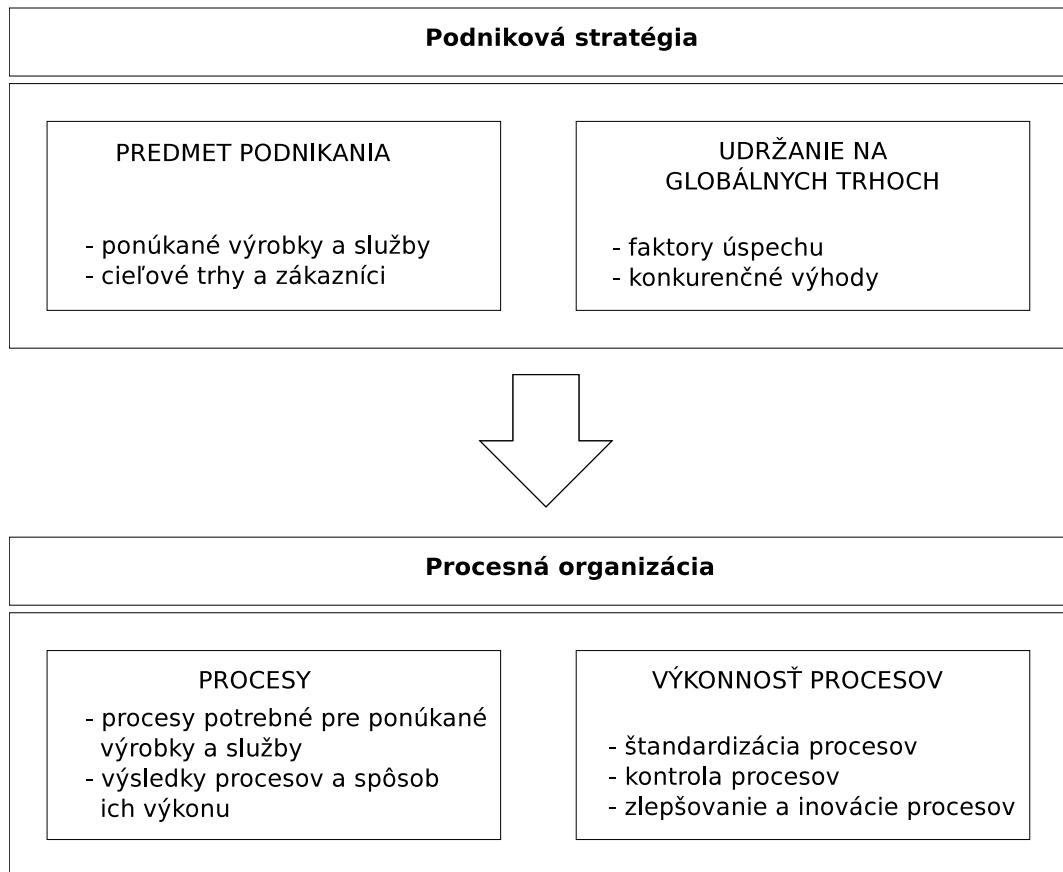 Podniková stratégia
PREDMET PODNIKANIA
- ponúkané výrobky a služby
- cieľové trhy a zákazníci
UDRŽANIE NA
GLOBÁLNYCH TRHOCH
- faktory úspechu
- konkurenčné výhody
Procesná organizácia
PROCESY
- procesy potrebné pre ponúkané
výrobky a služby
- výsledky procesov a spôsob
ich výkonu
VÝKONNOSŤ PROCESOV
- štandardizácia procesov
- kontrola procesov
- zlepšovanie a inovácie procesov